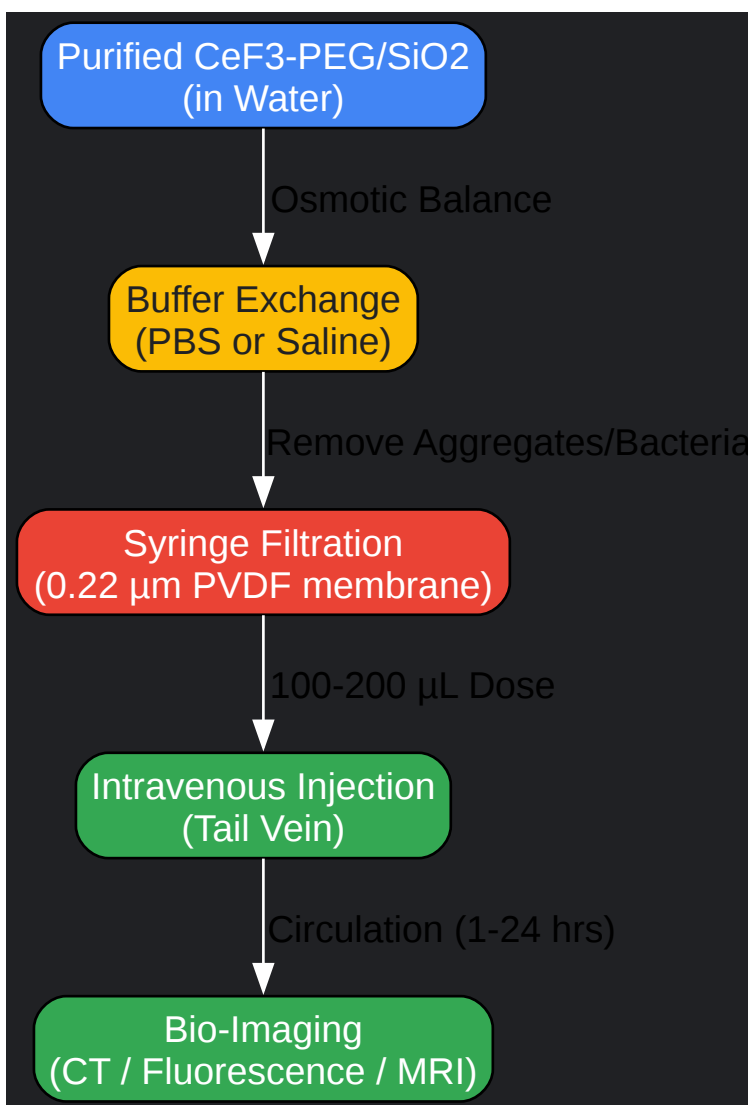 Purified CeF3-PEG/SiO2
(in Water)
Osmotic Balance
Buffer Exchange
(PBS or Saline)
Remove Aggregates/Bacteria
Syringe Filtration
(0.22 µm PVDF membrane)
100-200 µL Dose
Intravenous Injection
(Tail Vein)
Circulation (1-24 hrs)
Bio-Imaging
(CT / Fluorescence / MRI)